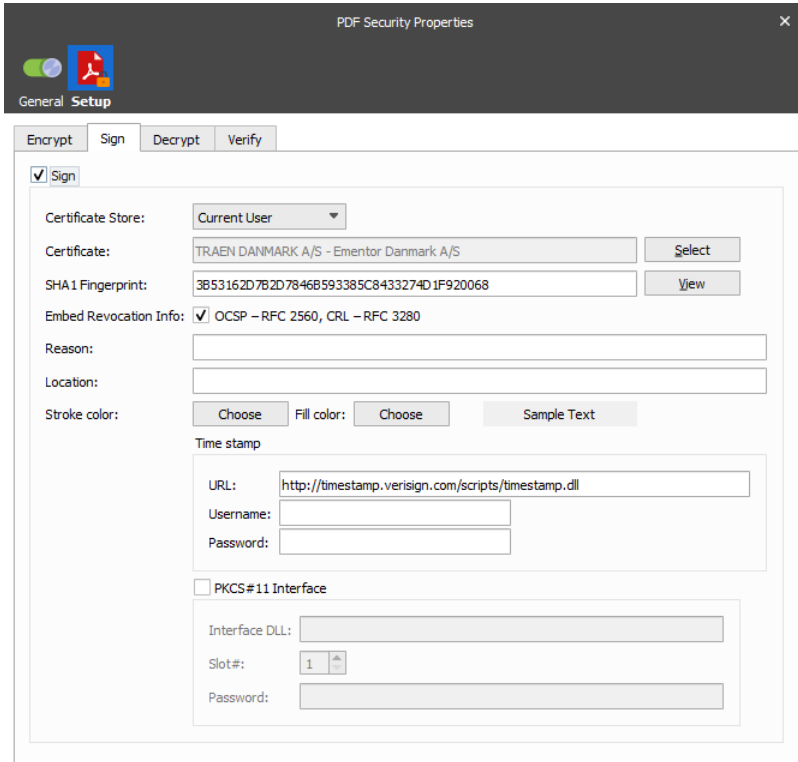 PDF Security Properties
General Setup
Encrypt Sign Decrypt Verify
Sign
Certificate Store: Current User
Certificate: TRAEN DANMARK A/S - Ementor Danmark A/S Select
SHA1 Fingerprint: 3B53162D7B2D7846B593385C8433274D1F920068 View
Embed Revocation Info: OCSP – RFC 2560, CRL – RFC 3280
Reason:
Location:
Stroke color: Choose Fill color: Choose Sample Text
Time stamp
URL: http://timestamp.verisign.com/scripts/timestamp.dll
Username:
Password:
PKCS#11 Interface
Interface DLL:
Slot#: 1
Password: